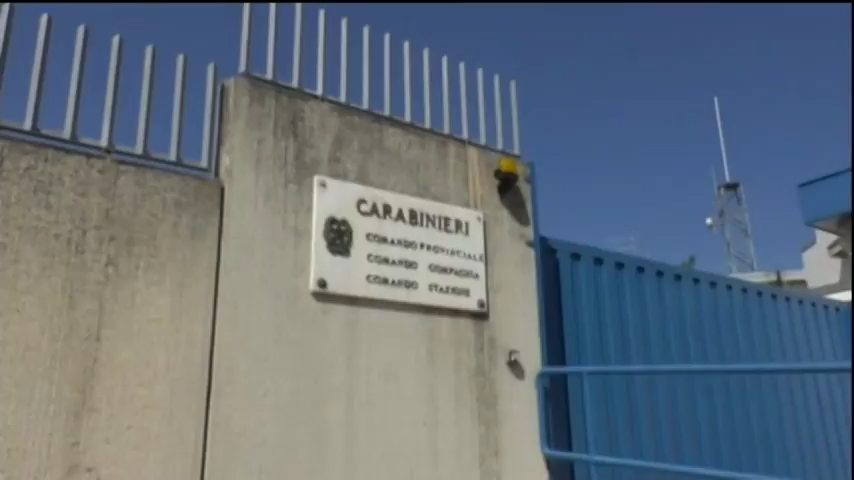 CARABINIERI
COMANDO PROVINCIALE
COMANDO COMPAGNIA
COMANDO STAZIONE